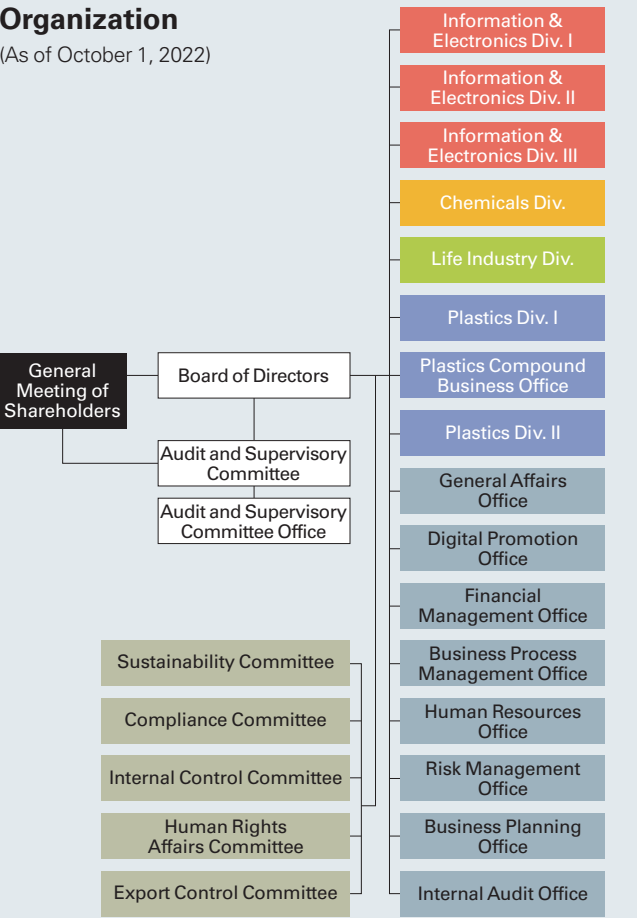 Organization
(As of October 1, 2022)
General
Meeting of
Shareholders
Board of Directors
Audit and Supervisory
Committee
Audit and Supervisory
Committee Office
Sustainability Committee
Compliance Committee
Internal Control Committee
Human Rights
Affairs Committee
Export Control Committee
Information &
Electronics Div. I
Information &
Electronics Div. II
Information &
Electronics Div. III
Chemicals Div.
Life Industry Div.
Plastics Div. I
Plastics Compound
Business Office
Plastics Div. II
General Affairs
Office
Digital Promotion
Office
Financial
Management Office
Business Process
Management Office
Human Resources
Office
Risk Management
Office
Business Planning
Office
Internal Audit Office